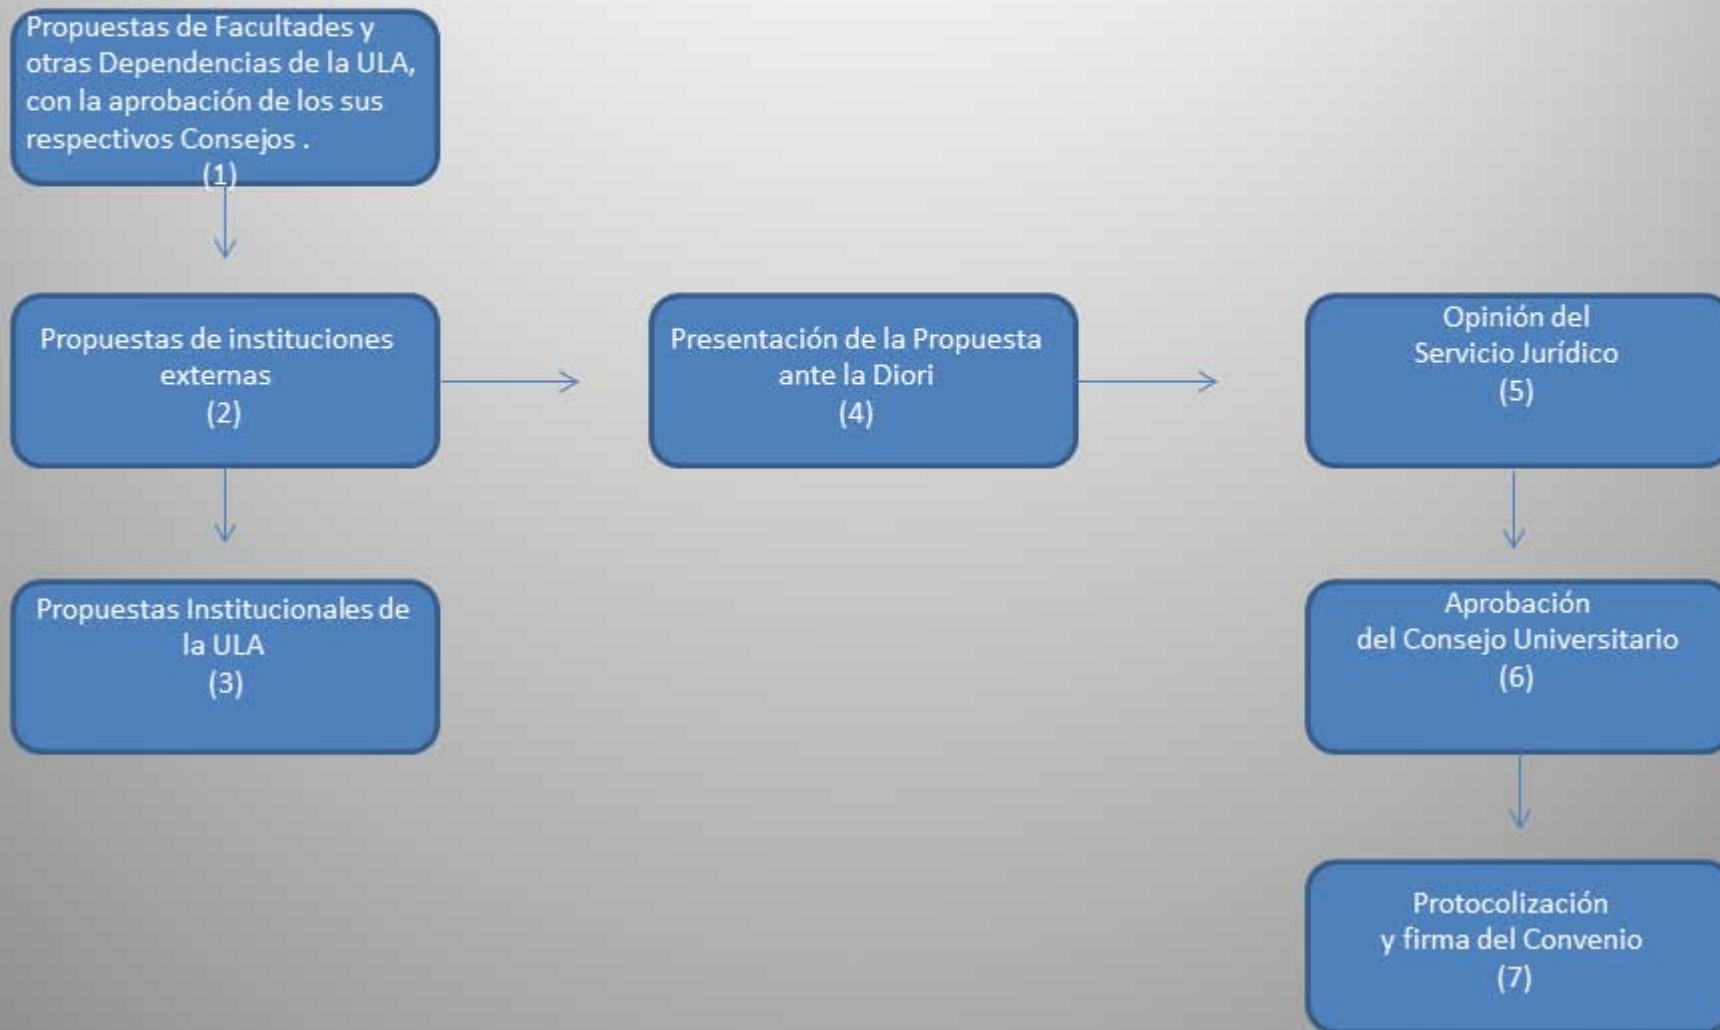 Propuestas de Facultades y
otras Dependencias de la ULA,
con la aprobación de los sus
respectivos Consejos .
(1)
Propuestas de instituciones
externas
(2)
Propuestas Institucionales de
la ULA
(3)
Presentación de la Propuesta
ante la Diori
(4)
Opinión del
Servicio Jurídico
(5)
Aprobación
del Consejo Universitario
(6)
Protocolización
y firma del Convenio
(7)